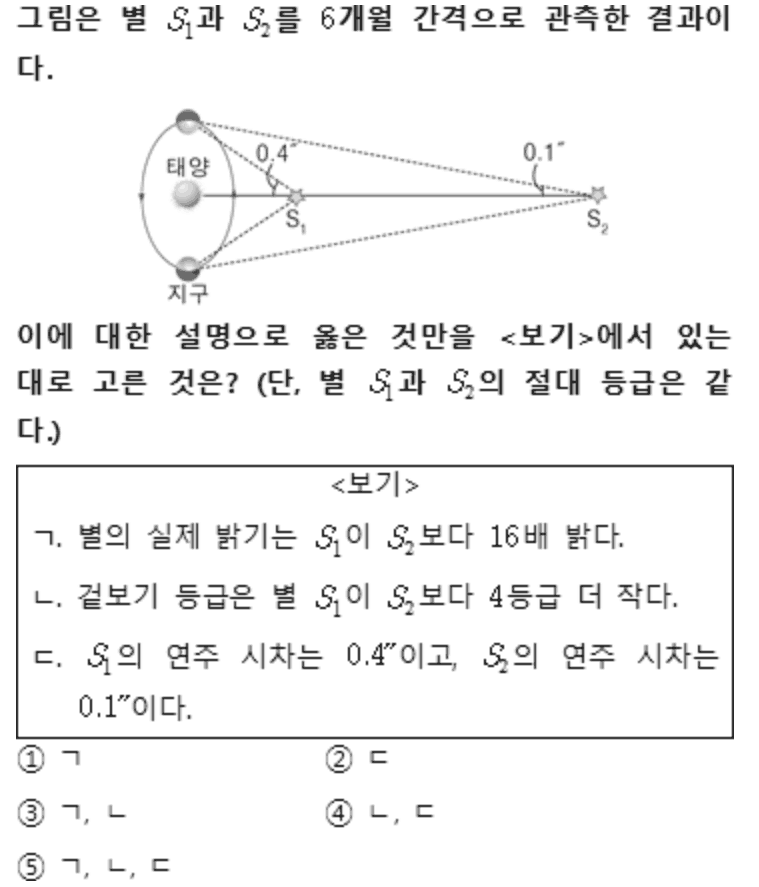 그림은 별 S₁과 S₂를 6개월 간격으로 관측한 결과이
다.
태양
0.4″
0.1″
S₁
S₂
지구
이에 대한 설명으로 옳은 것만을 <보기>에서 있는
대로 고른 것은? (단, 별 S₁과 S₂의 절대 등급은 같
다.)
<보기>
ㄱ. 별의 실제 밝기는 S₁이 S₂보다 16배 밝다.
ㄴ. 겉보기 등급은 별 S₁이 S₂보다 4등급 더 작다.
ㄷ. S₁의 연주 시차는 0.4″이고, S₂의 연주 시차는
0.1″이다.
① ㄱ ② ㄷ
③ ㄱ, ㄴ ④ ㄴ, ㄷ
⑤ ㄱ, ㄴ, ㄷ